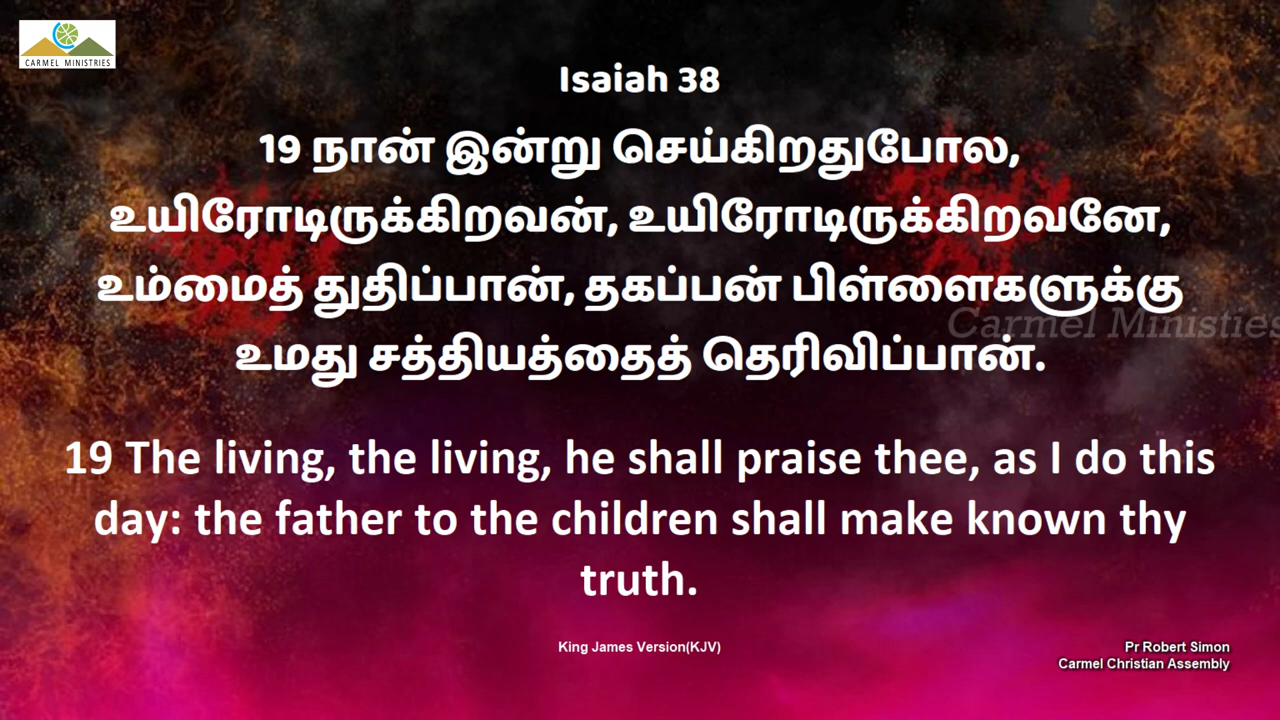 CARMEL MINISTRIES
Isaiah 38
19 நான் இன்று செய்கிறதுபோல,
உயிரோடிருக்கிறவன், உயிரோடிருக்கிறவனே,
உம்மைத் துதிப்பான், தகப்பன் பிள்ளைகளுக்கு
Carmel Ministies
உமது சத்தியத்தைத் தெரிவிப்பான்.
19 The living, the living, he shall praise thee, as I do this
day: the father to the children shall make known thy
truth.
King James Version(KJV)
Pr Robert Simon
Carmel Christian Assembly